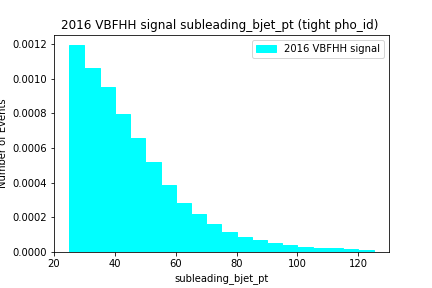 2016 VBFHH signal subleading_bjet_pt (tight pho_id)
2016 VBFHH signal
0.0012
0.0010
0.0008
0.0006
0.0004
0.0002
0.0000
Number of Events
20 40 60 80 100 120
subleading_bjet_pt